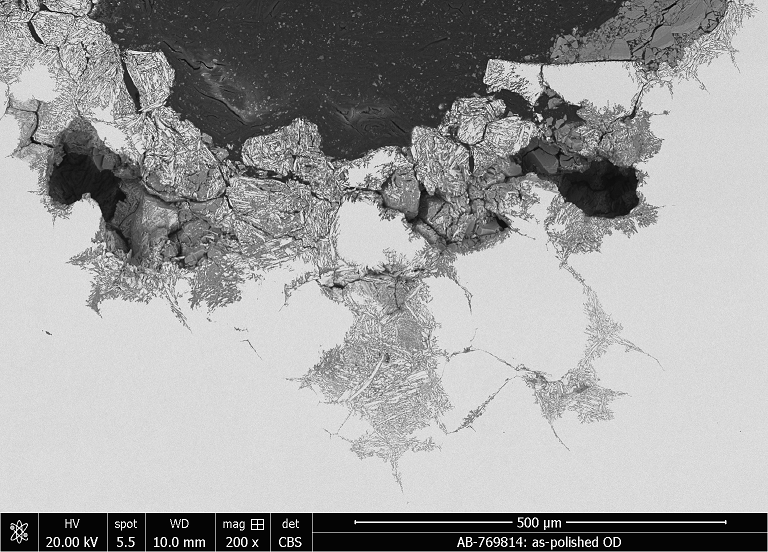 HV spot WD mag det 500 µm
20.00 kV 5.5 10.0 mm 200 x CBS AB-769814: as-polished OD